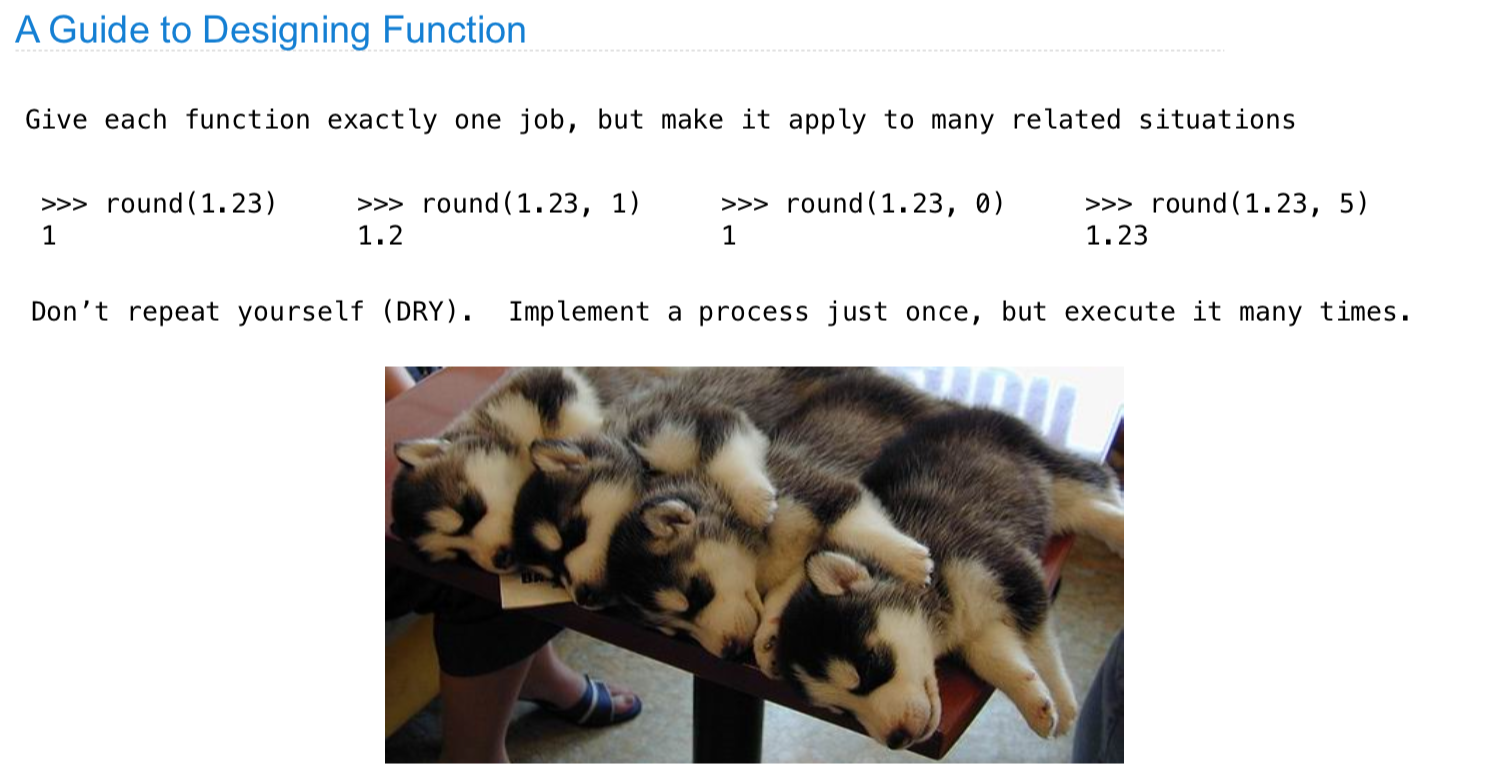 A Guide to Designing Function
Give each function exactly one job, but make it apply to many related situations
>>> round(1.23)    >>> round(1.23, 1)    >>> round(1.23, 0)    >>> round(1.23, 5)
1    1.2    1    1.23
Don’t repeat yourself (DRY).  Implement a process just once, but execute it many times.